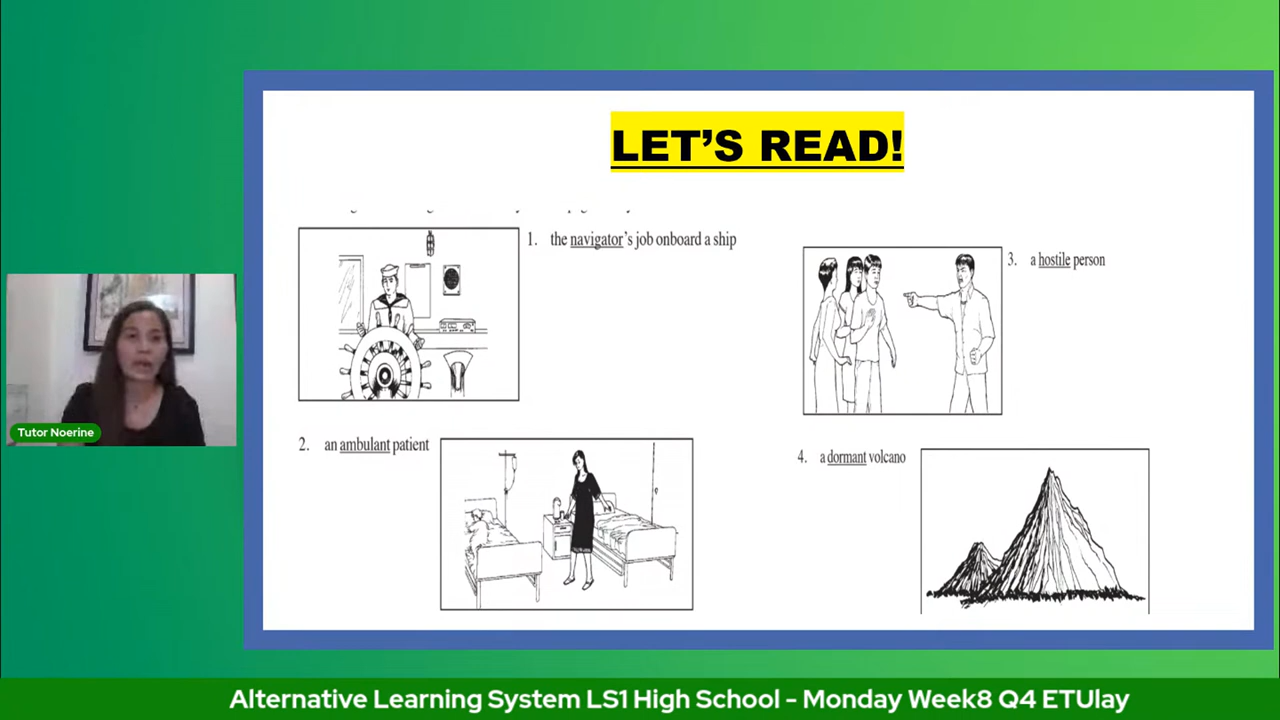 LET'S READ!
1. the navigator's job onboard a ship
2. an ambulant patient
3. a hostile person
4. a dormant volcano
Tutor Noerine
Alternative Learning System LS1 High School - Monday Week8 Q4 ETUlay